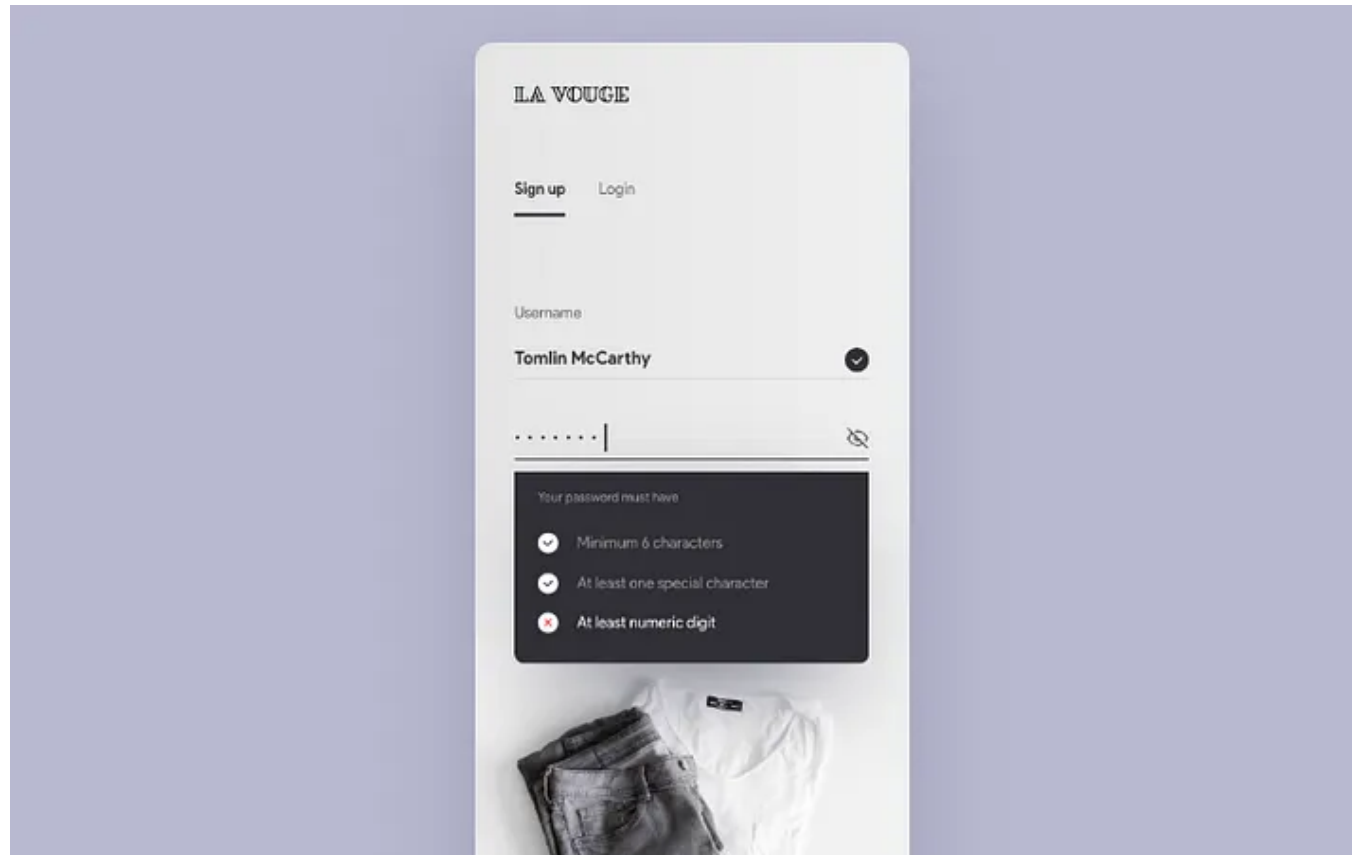 LA VOUGE
Sign up Login
Username
Tomlin McCarthy
Your password must have
Minimum 6 characters
At least one special character
At least numeric digit